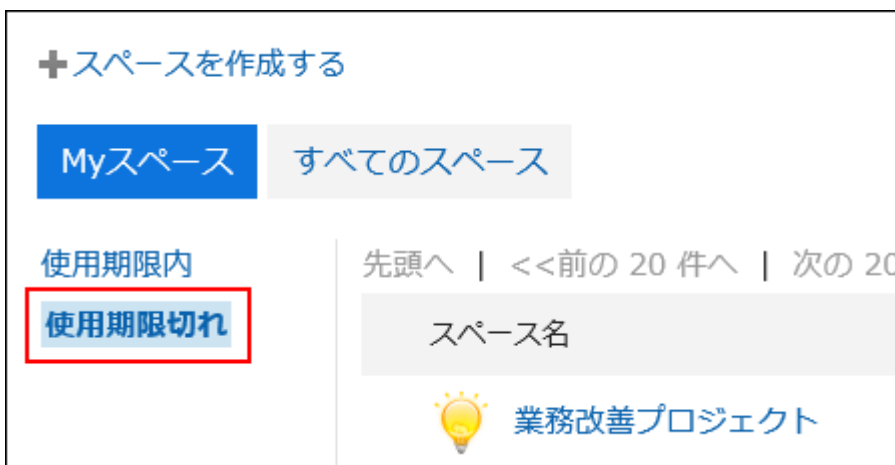 スペースを作成する
Myスペース すべてのスペース
使用期限内
使用期限切れ
先頭へ | <<前の 20 件へ | 次の 20
スペース名
業務改善プロジェクト